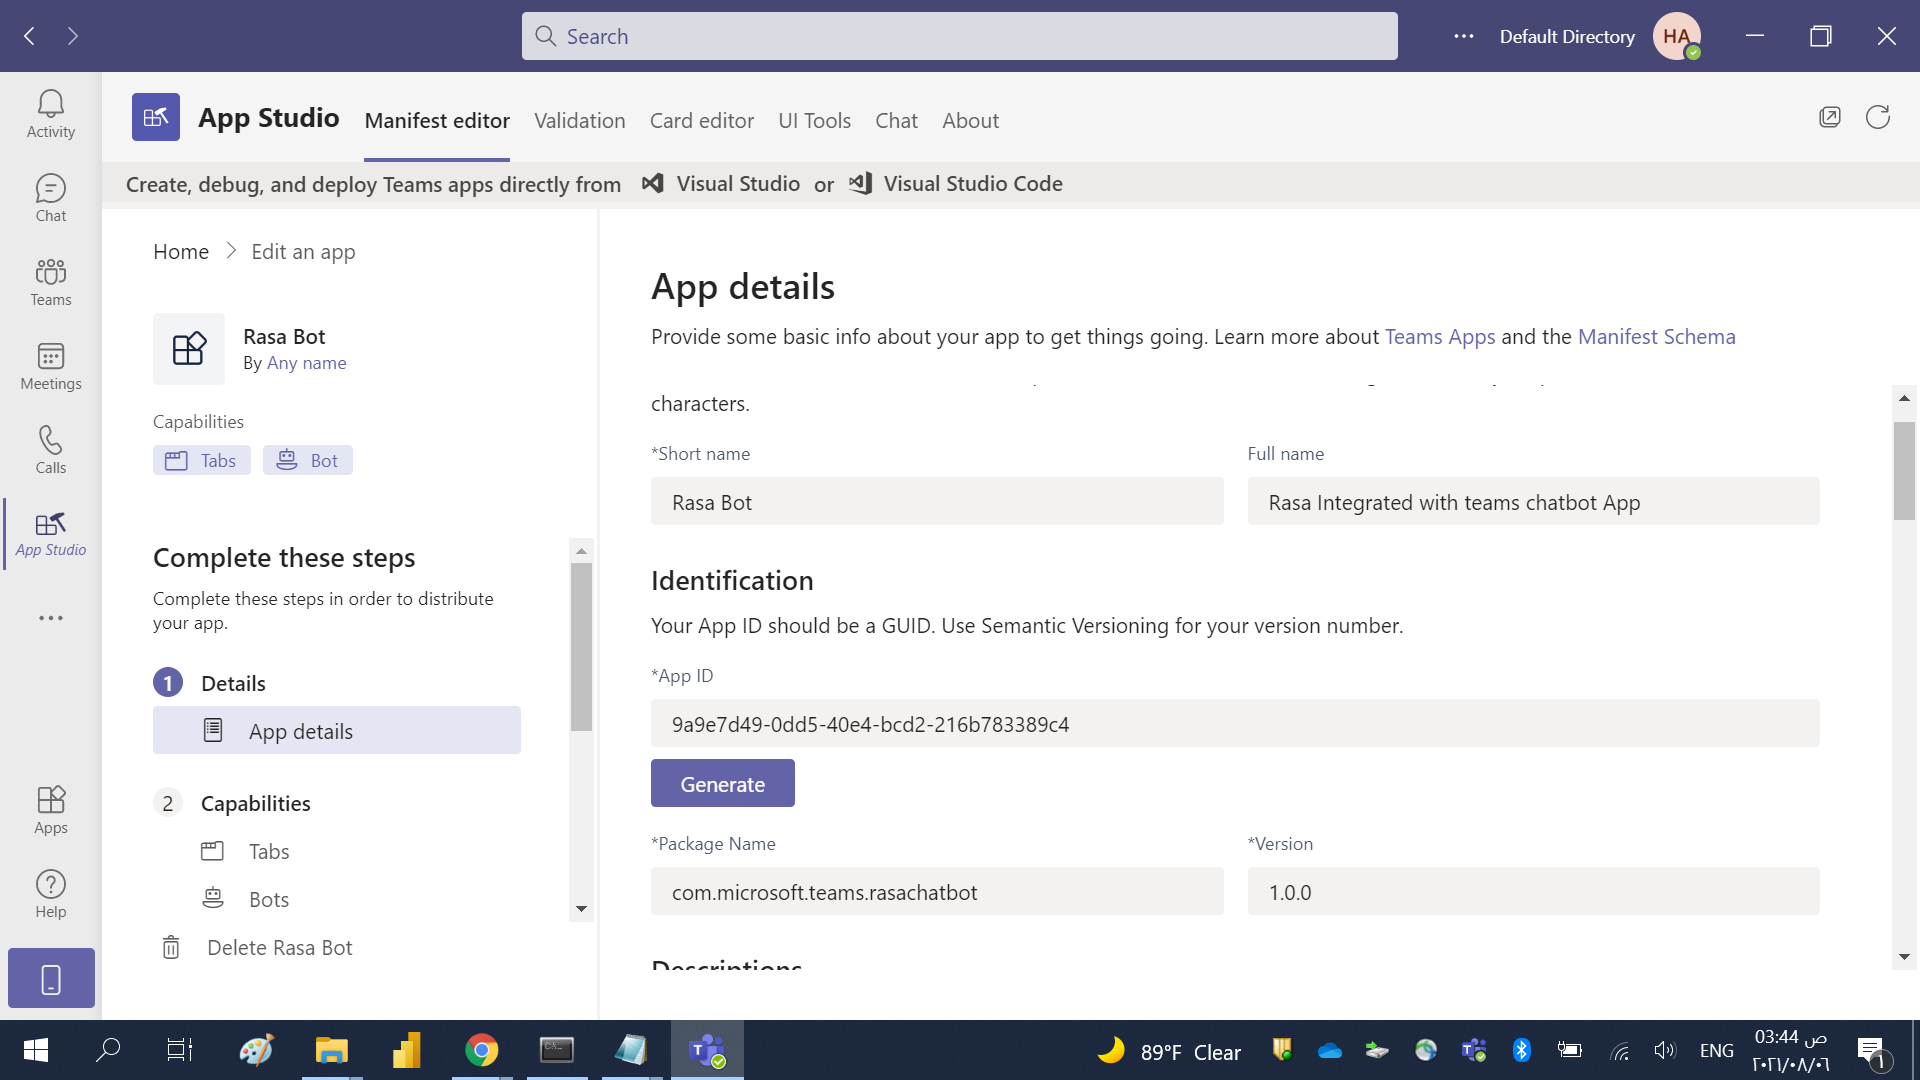 Search
Default Directory
HA
Activity
Chat
Teams
Meetings
Calls
App Studio
Apps
Help
App Studio
Manifest editor
Validation
Card editor
UI Tools
Chat
About
Create, debug, and deploy Teams apps directly from Visual Studio or Visual Studio Code
Home > Edit an app
Rasa Bot
By Any name
Capabilities
Tabs
Bot
Complete these steps
Complete these steps in order to distribute
your app.
1 Details
App details
2 Capabilities
Tabs
Bots
Delete Rasa Bot
App details
Provide some basic info about your app to get things going. Learn more about Teams Apps and the Manifest Schema
characters.
*Short name
Full name
Rasa Bot
Rasa Integrated with teams chatbot App
Identification
Your App ID should be a GUID. Use Semantic Versioning for your version number.
*App ID
9a9e7d49-0dd5-40e4-bcd2-216b783389c4
Generate
*Package Name
*Version
com.microsoft.teams.rasachatbot
1.0.0
Descriptions
89°F Clear
ENG
03:44 ص
٢٠٢١/٠٨/٠٦
1